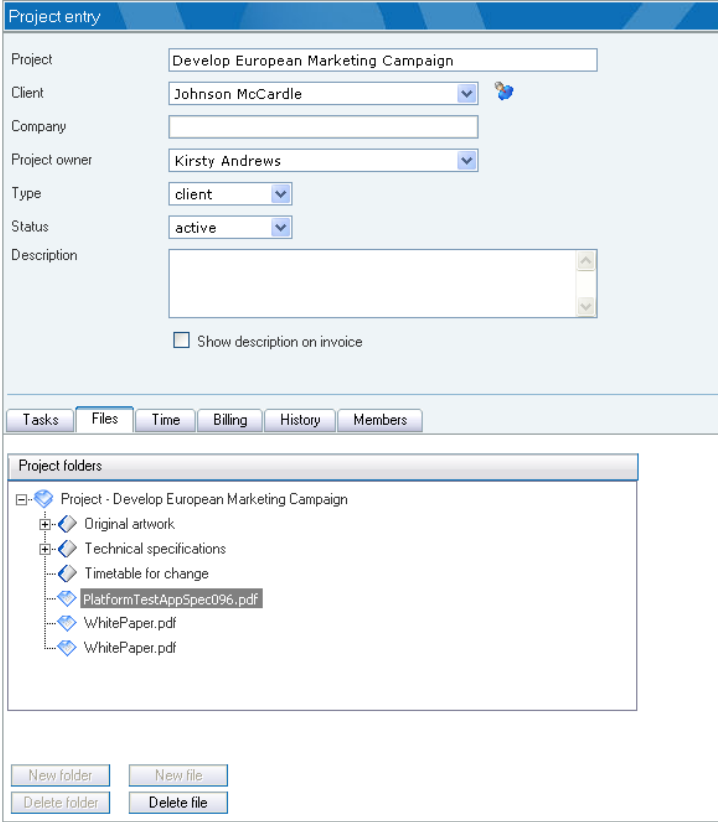 Project entry
Project Develop European Marketing Campaign
Client Johnson McCardle
Company
Project owner Kirsty Andrews
Type client
Status active
Description
Show description on invoice
Tasks Files Time Billing History Members
Project folders
Project - Develop European Marketing Campaign
Original artwork
Technical specifications
Timetable for change
PlatformTestAppSpec096.pdf
WhitePaper.pdf
WhitePaper.pdf
New folder New file
Delete folder Delete file